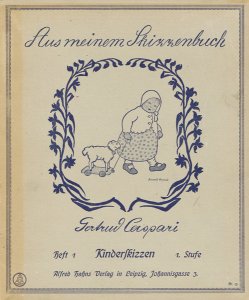 Aus meinem Skizzenbuch
Gertrud Caspari
Heft 1 Kinderskizzen 1. Stufe
Alfred Hahns Verlag in Leipzig, Johannisgasse 3.